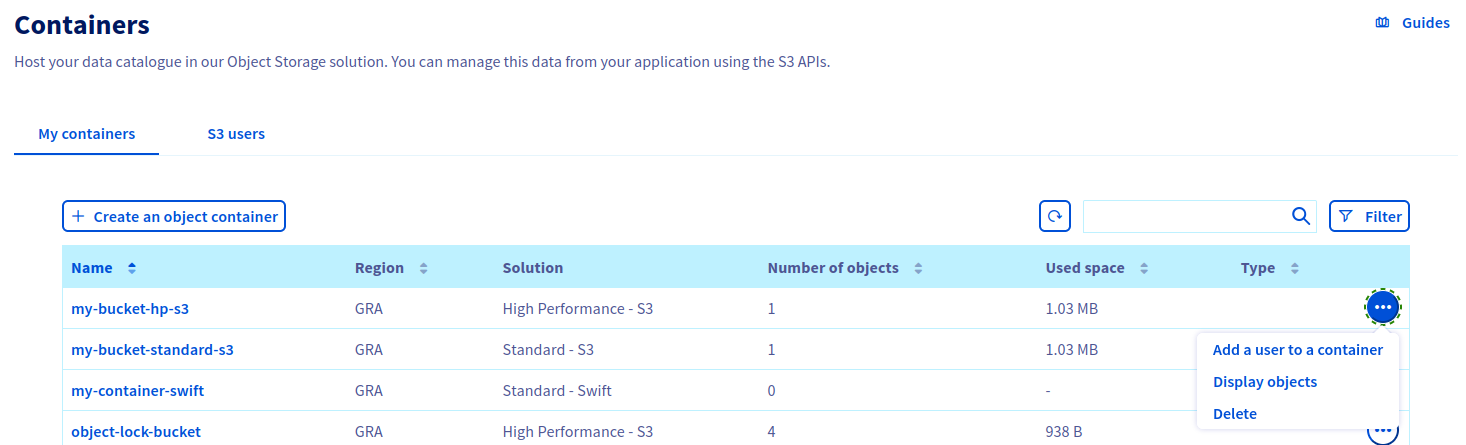 Containers
Guides
Host your data catalogue in our Object Storage solution. You can manage this data from your application using the S3 APIs.
My containers S3 users
+ Create an object container Filter
Name Region Solution Number of objects Used space Type
my-bucket-hp-s3 GRA High Performance - S3 1 1.03 MB
my-bucket-standard-s3 GRA Standard - S3 1 1.03 MB
Add a user to a container
Display objects
my-container-swift GRA Standard - Swift 0 -
Delete
object-lock-bucket GRA High Performance - S3 4 938 B